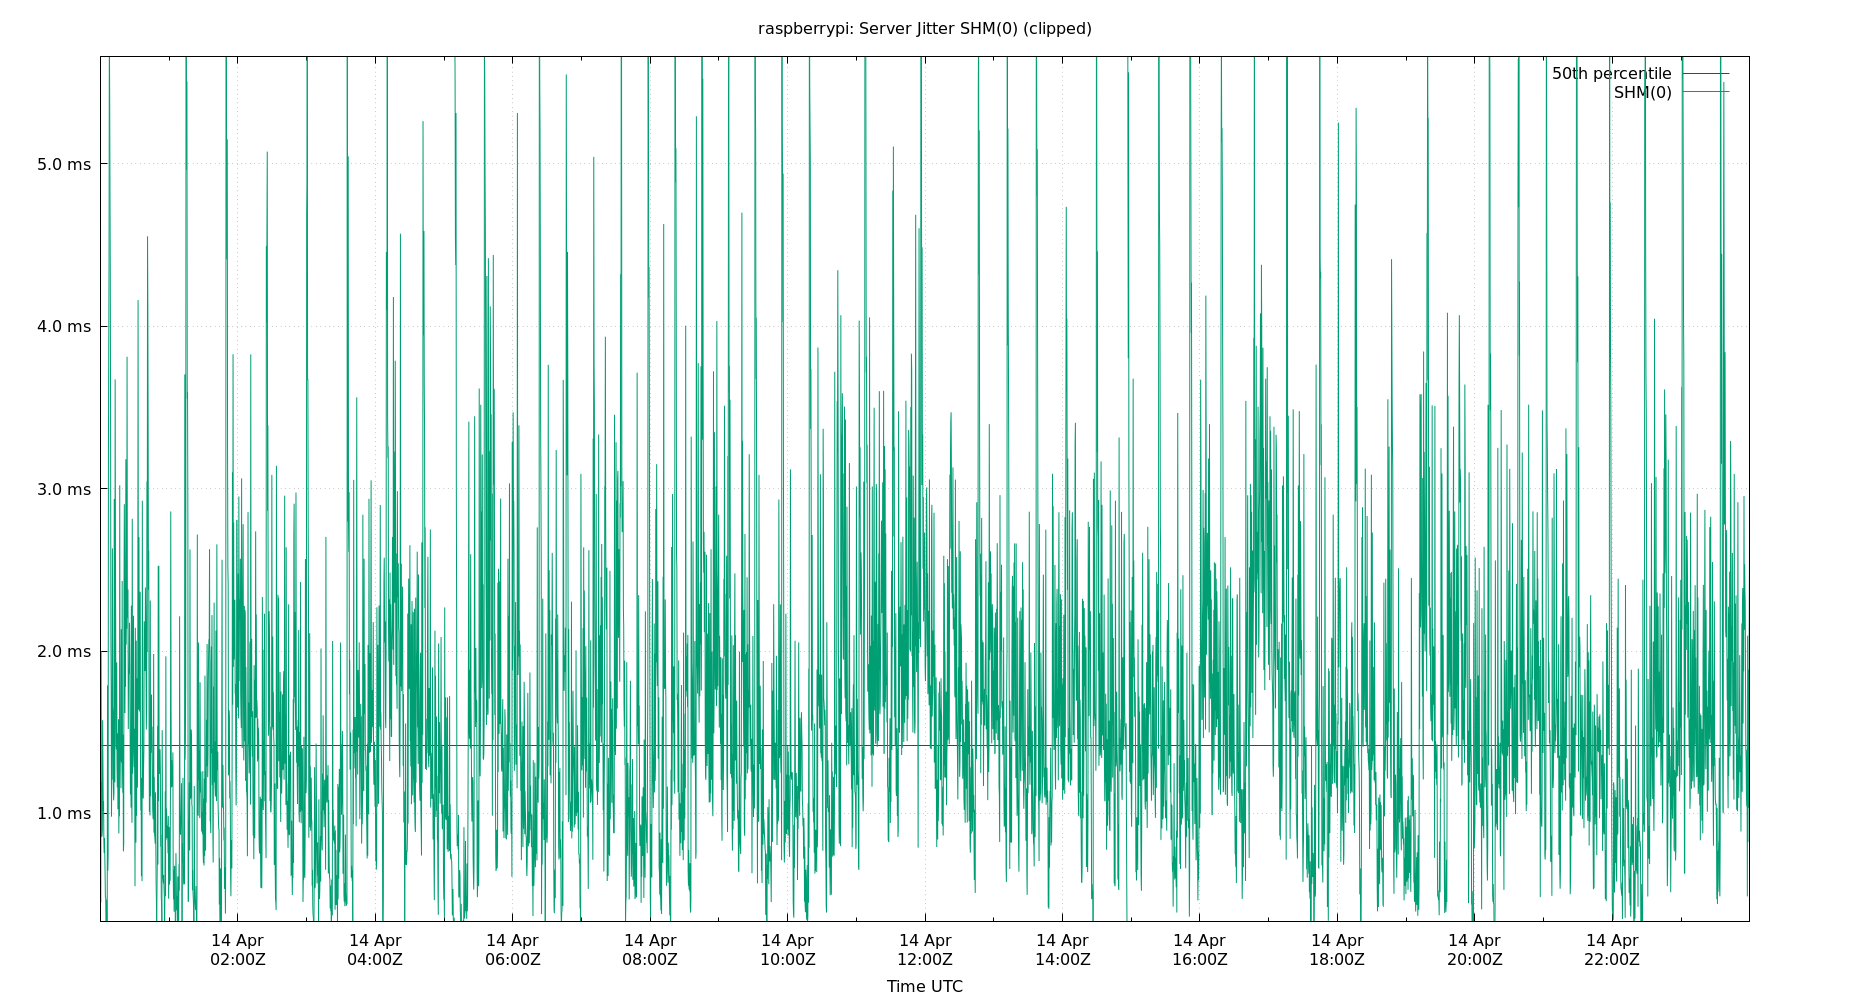 raspberrypi: Server Jitter SHM(0) (clipped)
50th percentile
SHM(0)
5.0 ms
4.0 ms
3.0 ms
2.0 ms
1.0 ms
14 Apr 14 Apr 14 Apr 14 Apr 14 Apr 14 Apr 14 Apr 14 Apr 14 Apr 14 Apr 14 Apr
02:00Z 04:00Z 06:00Z 08:00Z 10:00Z 12:00Z 14:00Z 16:00Z 18:00Z 20:00Z 22:00Z
Time UTC